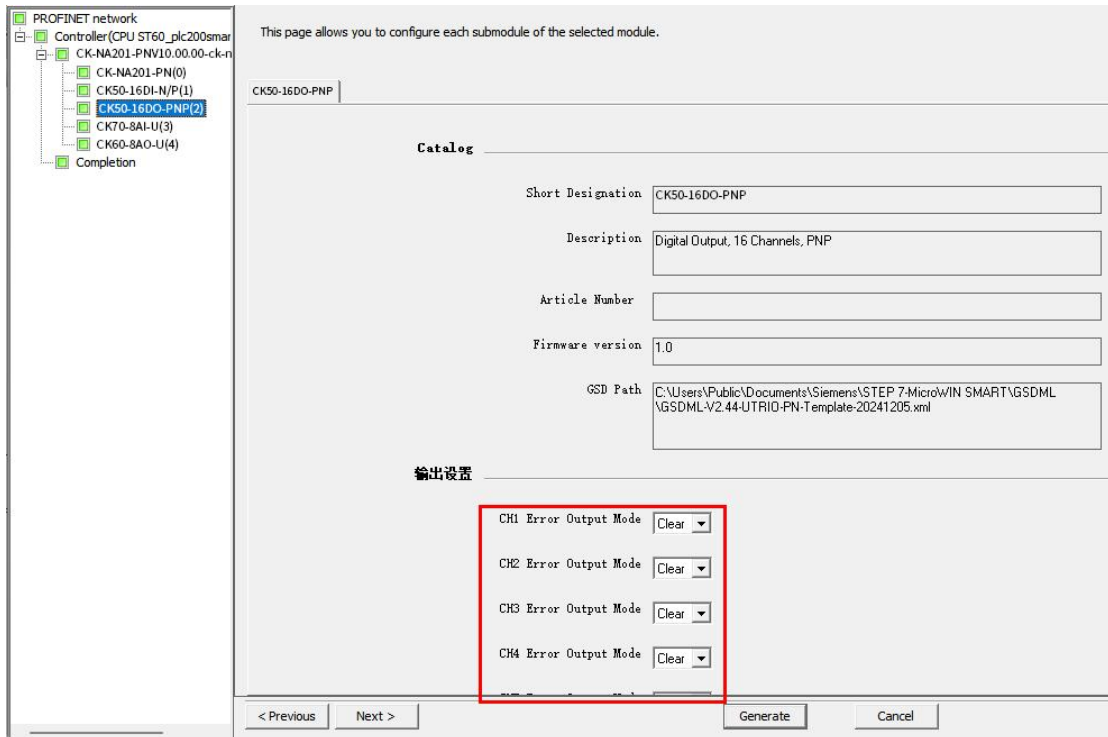 PROFINET network
Controller(CPU ST60_plc200smar
CK-NA201-PNV10.00.00-ck-n
CK-NA201-PN(0)
CK50-16DI-N/P(1)
CK50-16DO-PNP(2)
CK70-8AI-U(3)
CK60-8AO-U(4)
Completion
This page allows you to configure each submodule of the selected module.
CK50-16DO-PNP
Catalog
Short Designation CK50-16DO-PNP
Description Digital Output, 16 Channels, PNP
Article Number
Firmware version 1.0
GSD Path C:\Users\Public\Documents\Siemens\STEP 7-MicroWIN SMART\GSDML
\GSDML-V2.44-UTRIO-PN-Template-20241205.xml
输出设置
CH1 Error Output Mode Clear
CH2 Error Output Mode Clear
CH3 Error Output Mode Clear
CH4 Error Output Mode Clear
< Previous Next > Generate Cancel